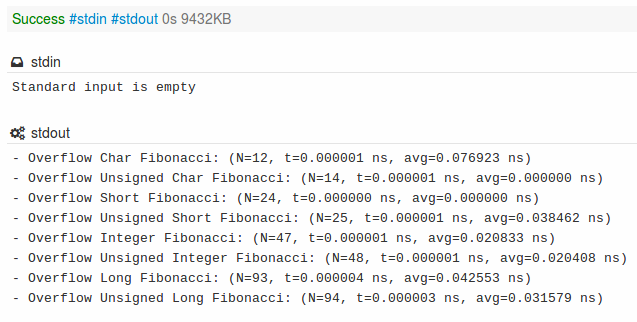 Success #stdin #stdout 0s 9432KB
stdin
Standard input is empty
stdout
- Overflow Char Fibonacci: (N=12, t=0.000001 ns, avg=0.076923 ns)
- Overflow Unsigned Char Fibonacci: (N=14, t=0.000001 ns, avg=0.000000 ns)
- Overflow Short Fibonacci: (N=24, t=0.000000 ns, avg=0.000000 ns)
- Overflow Unsigned Short Fibonacci: (N=25, t=0.000001 ns, avg=0.038462 ns)
- Overflow Integer Fibonacci: (N=47, t=0.000001 ns, avg=0.020833 ns)
- Overflow Unsigned Integer Fibonacci: (N=48, t=0.000001 ns, avg=0.020408 ns)
- Overflow Long Fibonacci: (N=93, t=0.000004 ns, avg=0.042553 ns)
- Overflow Unsigned Long Fibonacci: (N=94, t=0.000003 ns, avg=0.031579 ns)